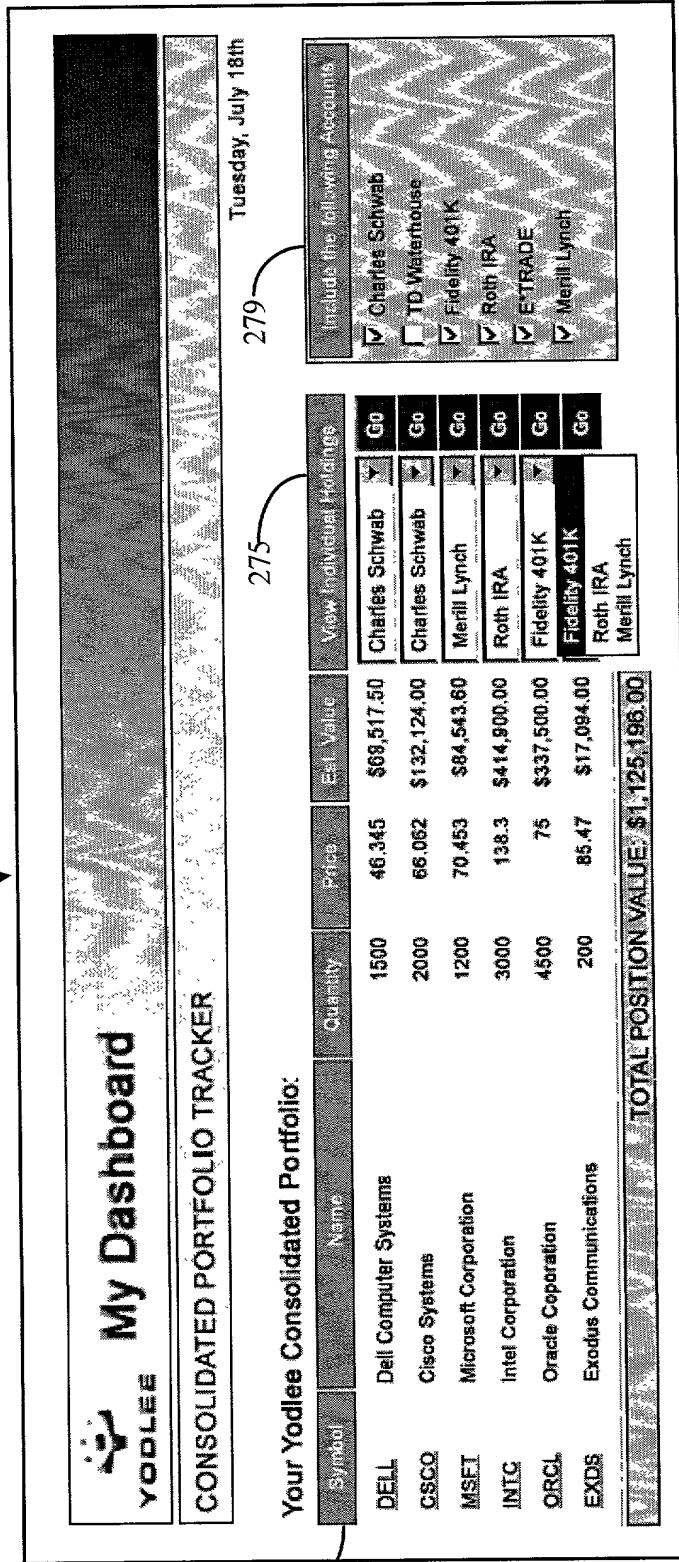 YODLEE My Dashboard
CONSOLIDATED PORTFOLIO TRACKER
Tuesday, July 18th
Your Yodlee Consolidated Portfolio:
275
279
Symbol Name Quantity Price Est. Value View Individual Holdings
DELL Dell Computer Systems 1500 46.345 $69,517.50 Charles Schwab Go
CSCO Cisco Systems 2000 66.062 $132,124.00 Charles Schwab Go
MSFT Microsoft Corporation 1200 70.453 $84,543.60 Merill Lynch Go
INTC Intel Corporation 3000 138.3 $414,900.00 Roth IRA Go
ORCL Oracle Coporation 4500 75 $337,500.00 Fidelity 401K Go
EXDS Exodus Communications 200 85.47 $17,094.00 Fidelity 401K Go
Roth IRA
Merill Lynch
TOTAL POSITION VALUE: $1,125,196.00
Include the following Accounts
Charles Schwab
TD Waterhouse
Fidelity 401K
Roth IRA
E*TRADE
Merill Lynch